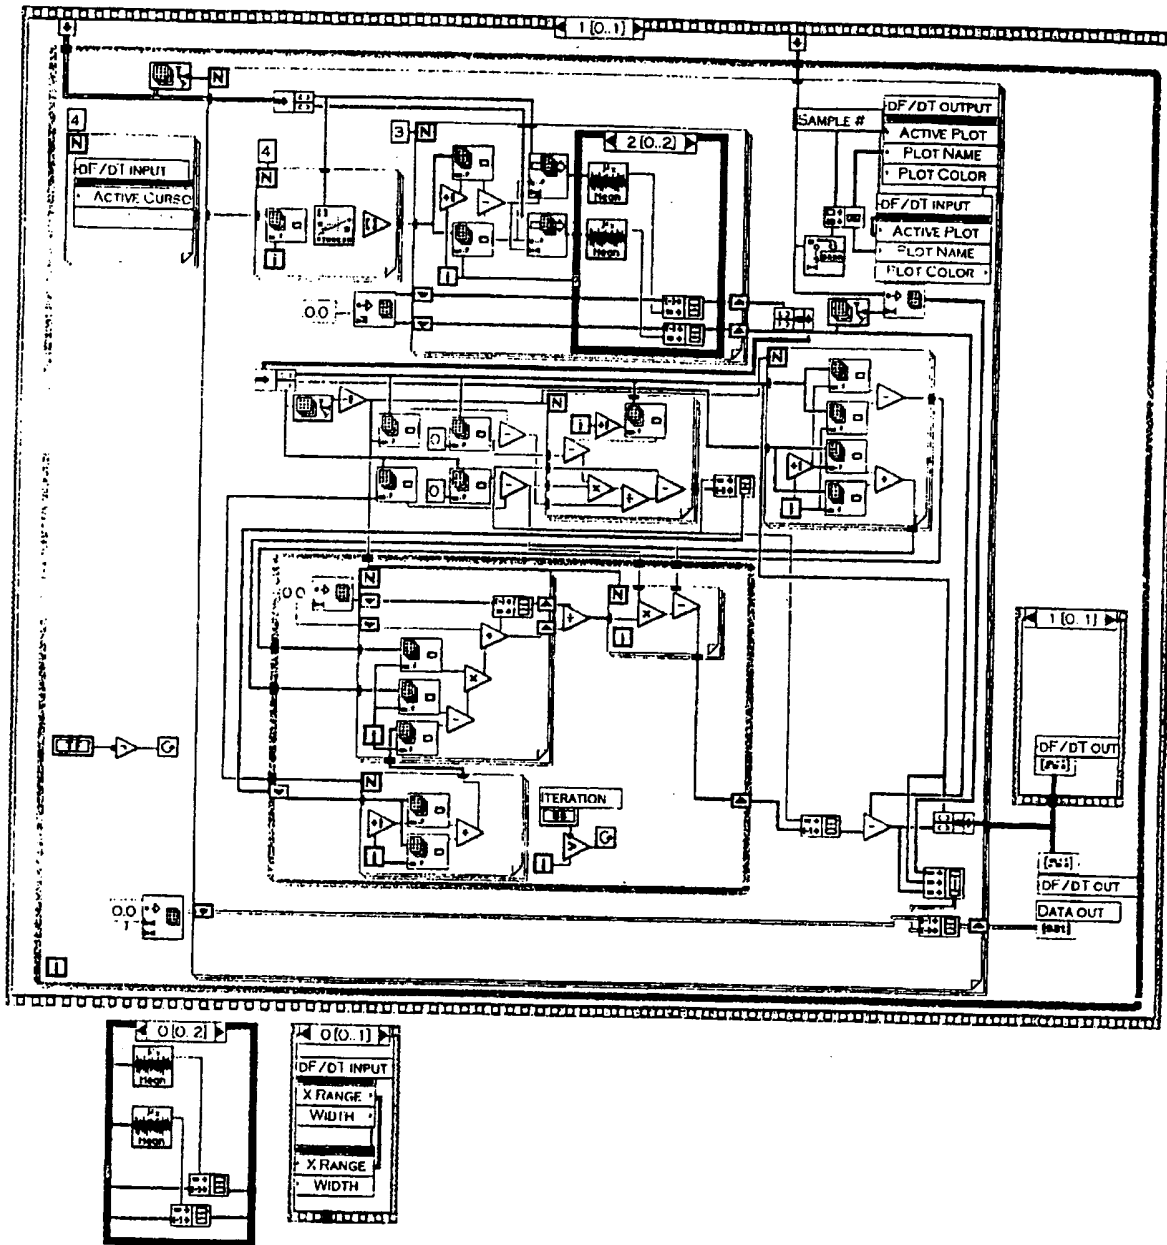 1 [0..1]
N
4
N
DF/DT INPUT
ACTIVE CURSO
4
N
i
3
N
2 [0..2]
Mean
Mean
i
0.0
SAMPLE #
DF/DT OUTPUT
ACTIVE PLOT
PLOT NAME
PLOT COLOR
DF/DT INPUT
ACTIVE PLOT
PLOT NAME
PLOT COLOR
N
0
0
N
i
i
N
0.0
i
N
i
N
i
ITERATION
i
1 [0..1]
DF/DT OUT
DF/DT OUT
DATA OUT
0.0
i
0 [0..2]
Mean
Mean
0 [0..1]
DF/DT INPUT
X RANGE
WIDTH
X RANGE
WIDTH